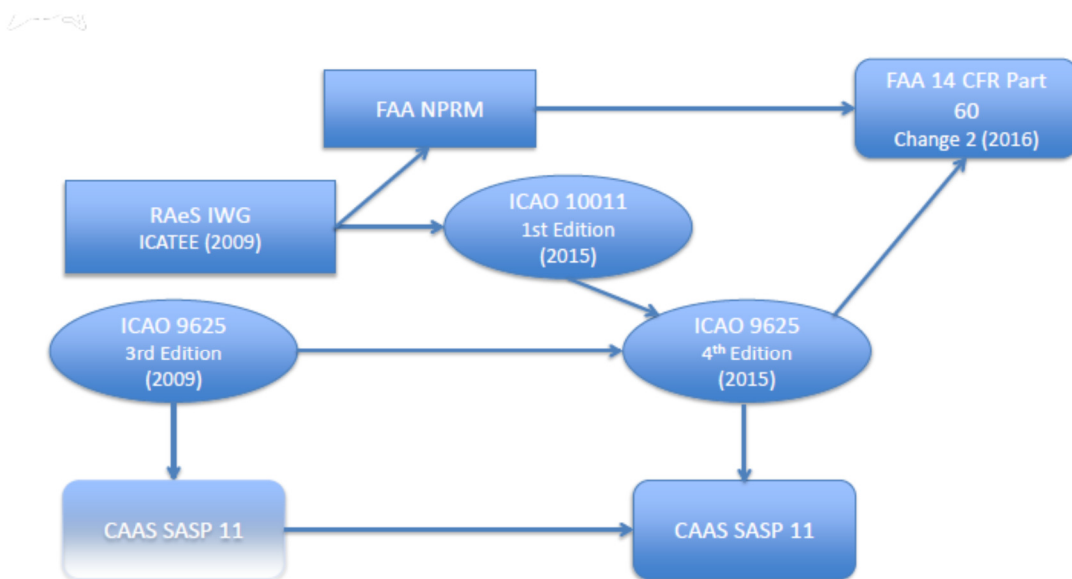 FAA NPRM
FAA 14 CFR Part
60
Change 2 (2016)
RAeS IWG
ICATEE (2009)
ICAO 10011
1st Edition
(2015)
ICAO 9625
3rd Edition
(2009)
ICAO 9625
4th Edition
(2015)
CAAS SASP 11
CAAS SASP 11